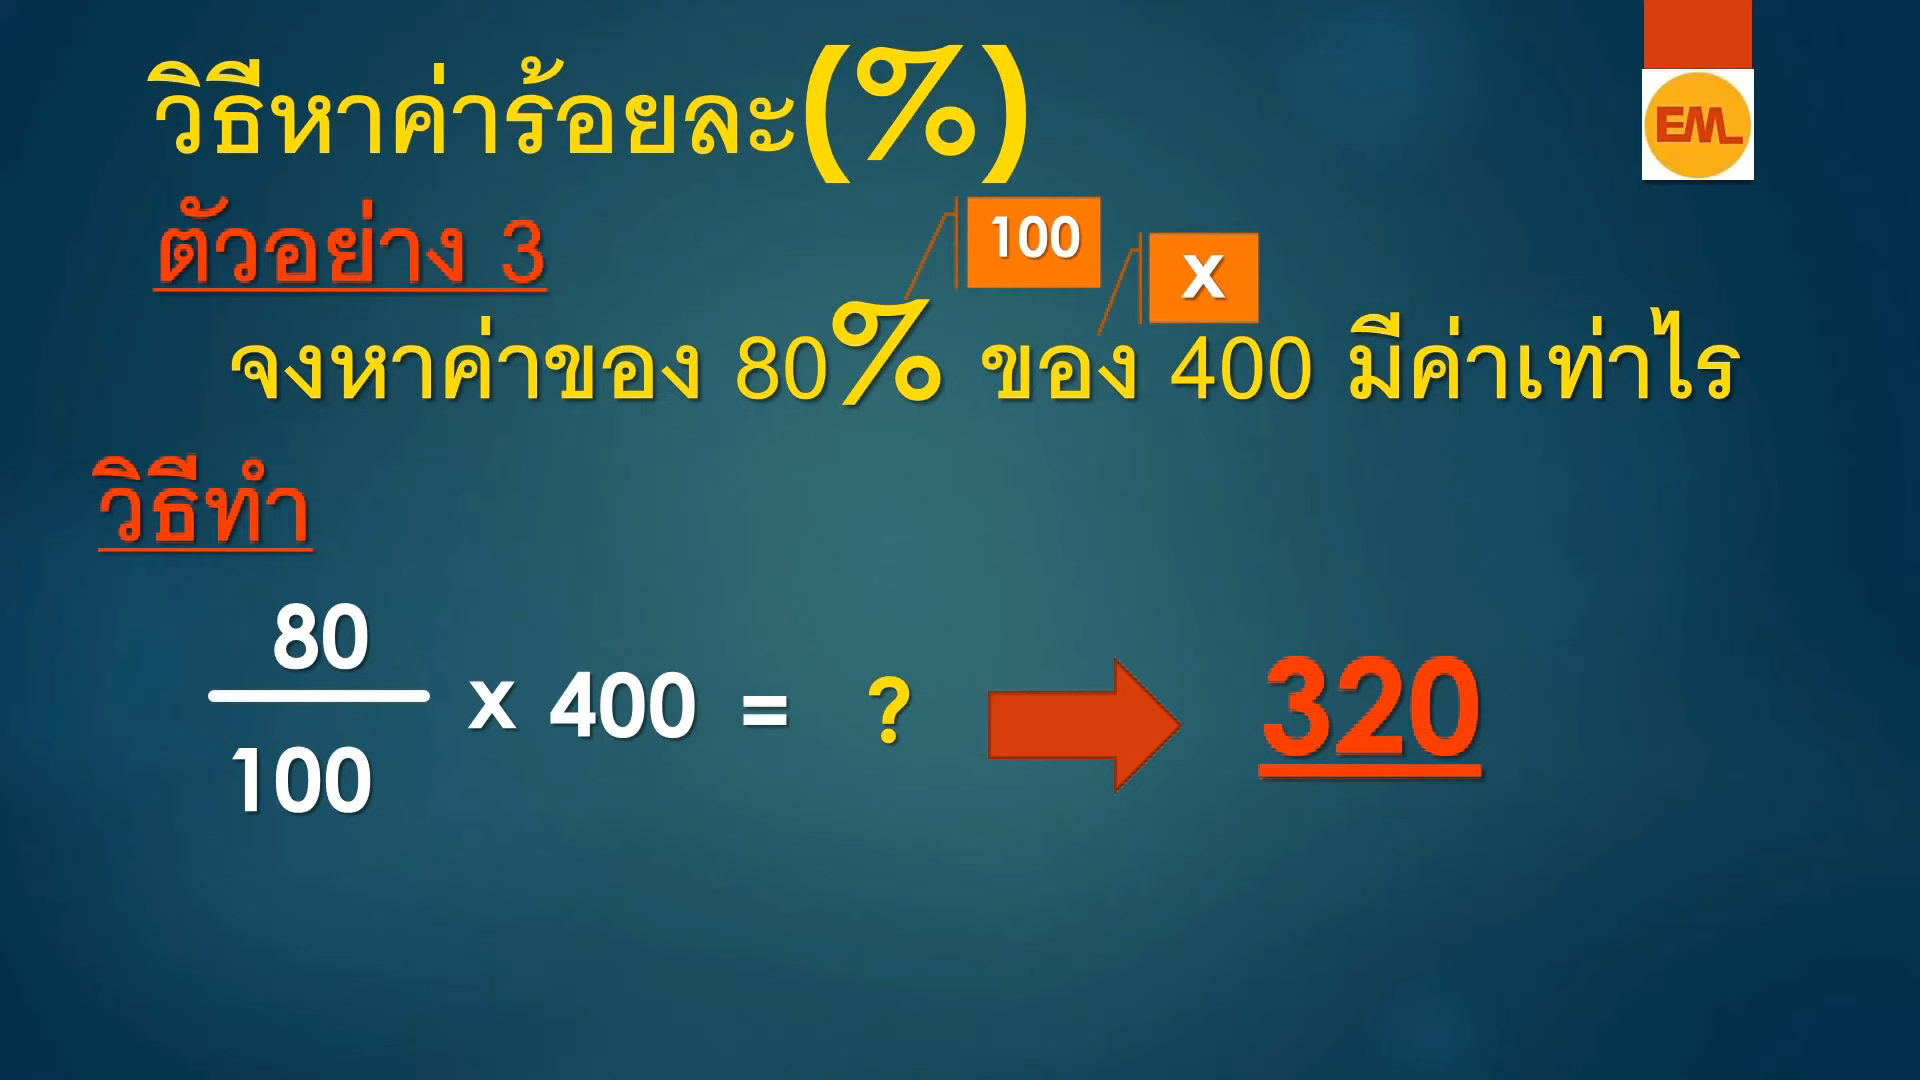 วิธีหาค่าร้อยละ(%)
EML
ตัวอย่าง 3
100
x
จงหาค่าของ 80% ของ 400 มีค่าเท่าไร
วิธีทำ
80
100
x 400 = ?
320